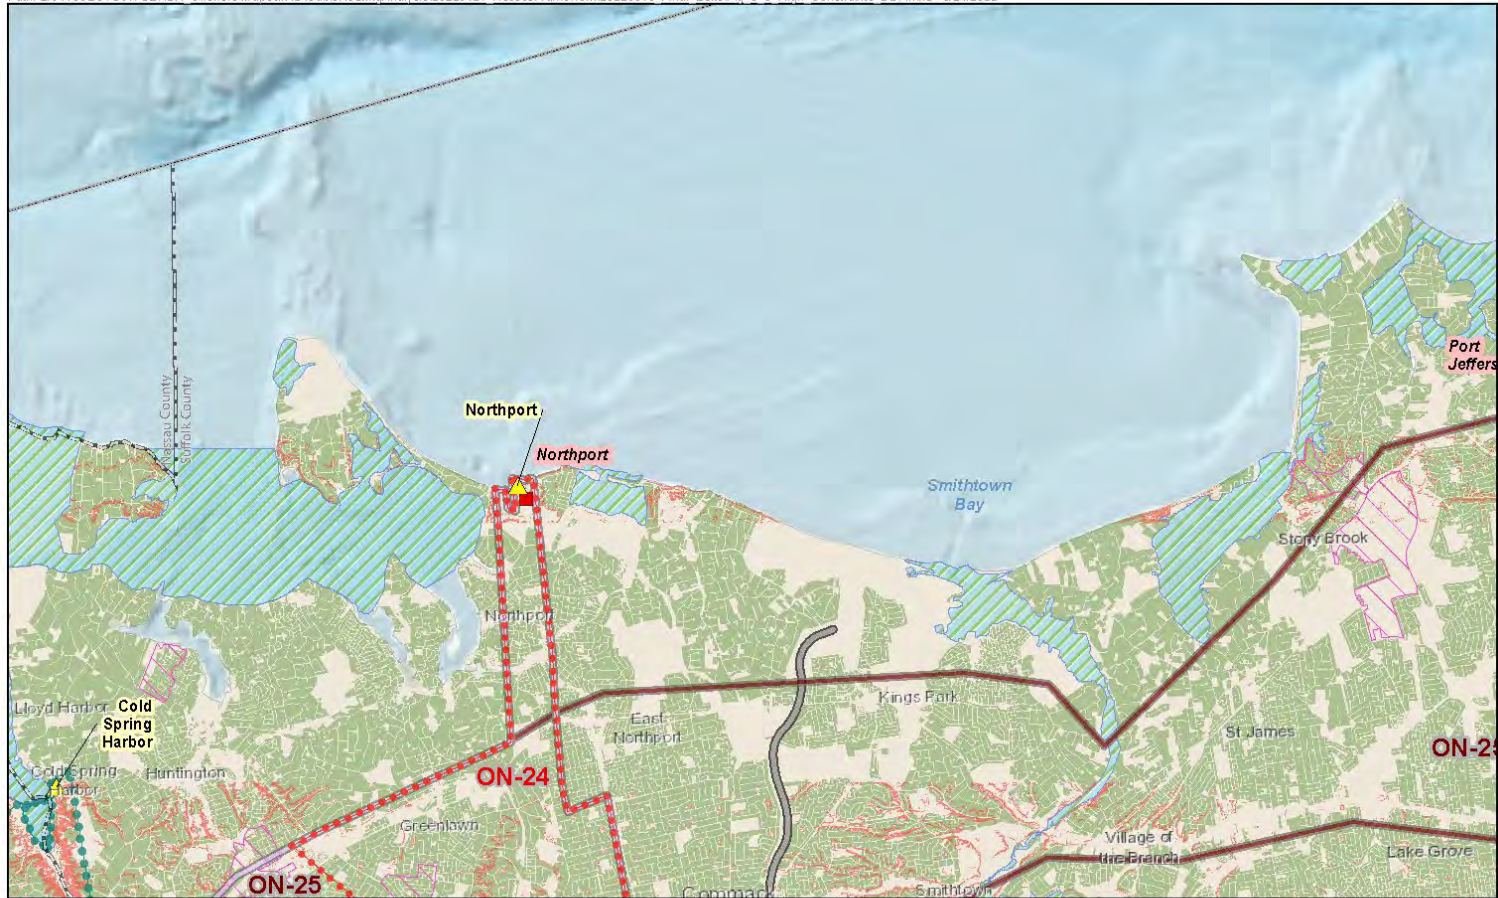 Nassau County
Suffolk County
Northport
Northport
Port
Jeffers
Smithtown
Bay
Stony Brook
Northport
Lloyd Harbor
Cold
Spring
Harbor
Kings Park
East
Northport
St James
ON-25
ON-24
Cold Spring
Harbor
Huntington
Greenlawn
Village of
the Branch
Lake Grove
ON-25
Commack
Smithtown